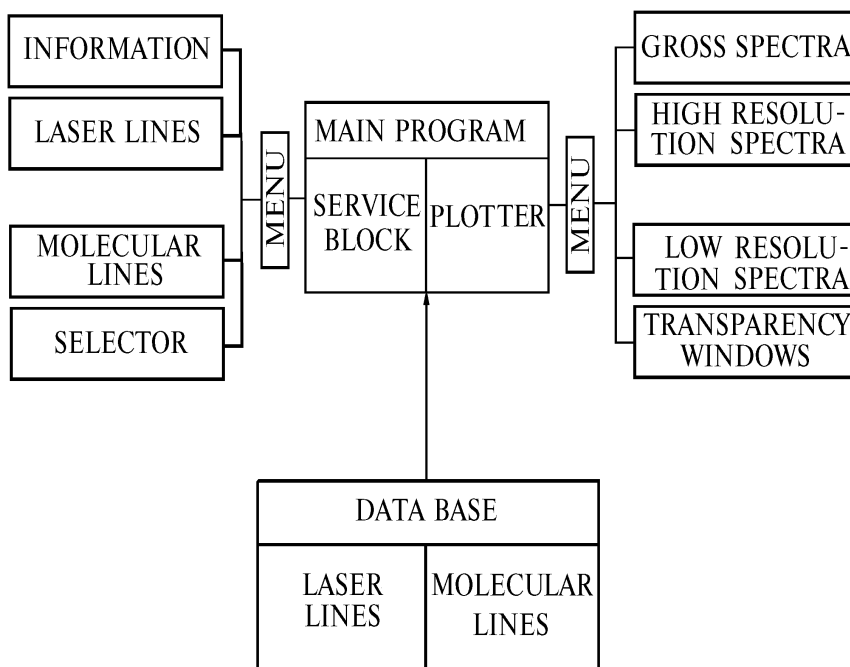 INFORMATION
LASER LINES
MOLECULAR
LINES
SELECTOR
MENU
MAIN PROGRAM
SERVICE
BLOCK
PLOTTER
MENU
GROSS SPECTRA
HIGH RESOLU-
TION SPECTRA
LOW RESOLU-
TION SPECTRA
TRANSPARENCY
WINDOWS
DATA BASE
LASER
LINES
MOLECULAR
LINES